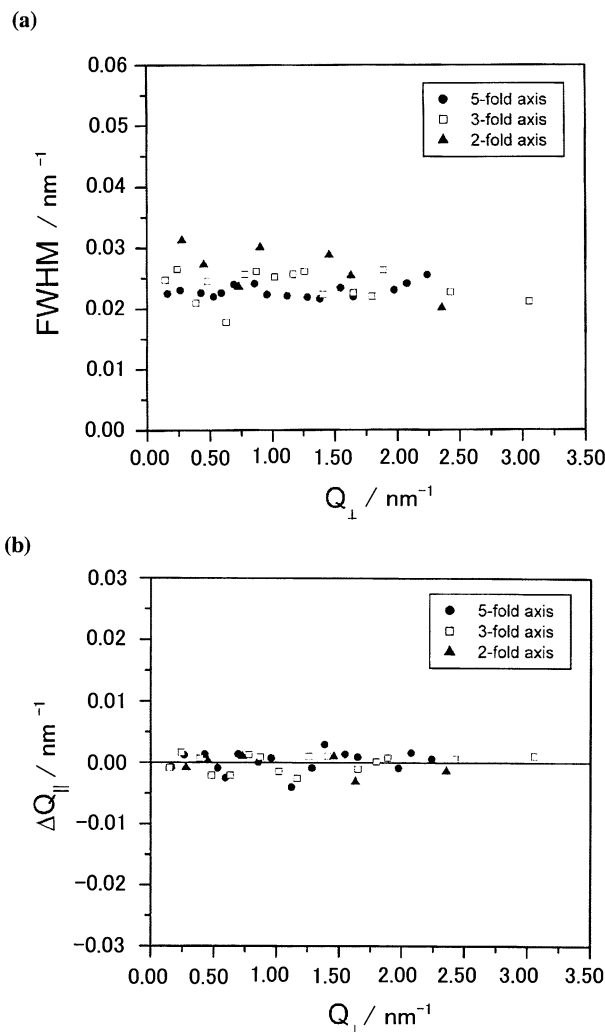 (a)
0.06
0.05
0.04
0.03
0.02
0.01
0.00
FWHM / nm⁻¹
5-fold axis
3-fold axis
2-fold axis
0.00 0.50 1.00 1.50 2.00 2.50 3.00 3.50
Q⊥ / nm⁻¹
(b)
0.03
0.02
0.01
0.00
−0.01
−0.02
−0.03
ΔQ|| / nm⁻¹
5-fold axis
3-fold axis
2-fold axis
0.00 0.50 1.00 1.50 2.00 2.50 3.00 3.50
Q⊥ / nm⁻¹